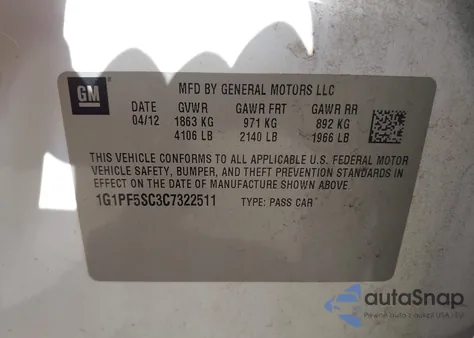 GM
MFD BY GENERAL MOTORS LLC
DATE GVWR GAWR FRT GAWR RR
04/12 1863 KG 971 KG 892 KG
4106 LB 2140 LB 1966 LB
THIS VEHICLE CONFORMS TO ALL APPLICABLE U.S. FEDERAL MOTOR
VEHICLE SAFETY, BUMPER, AND THEFT PREVENTION STANDARDS IN
EFFECT ON THE DATE OF MANUFACTURE SHOWN ABOVE.
1G1PF5SC3C7322511 TYPE: PASS CAR
autoSnap